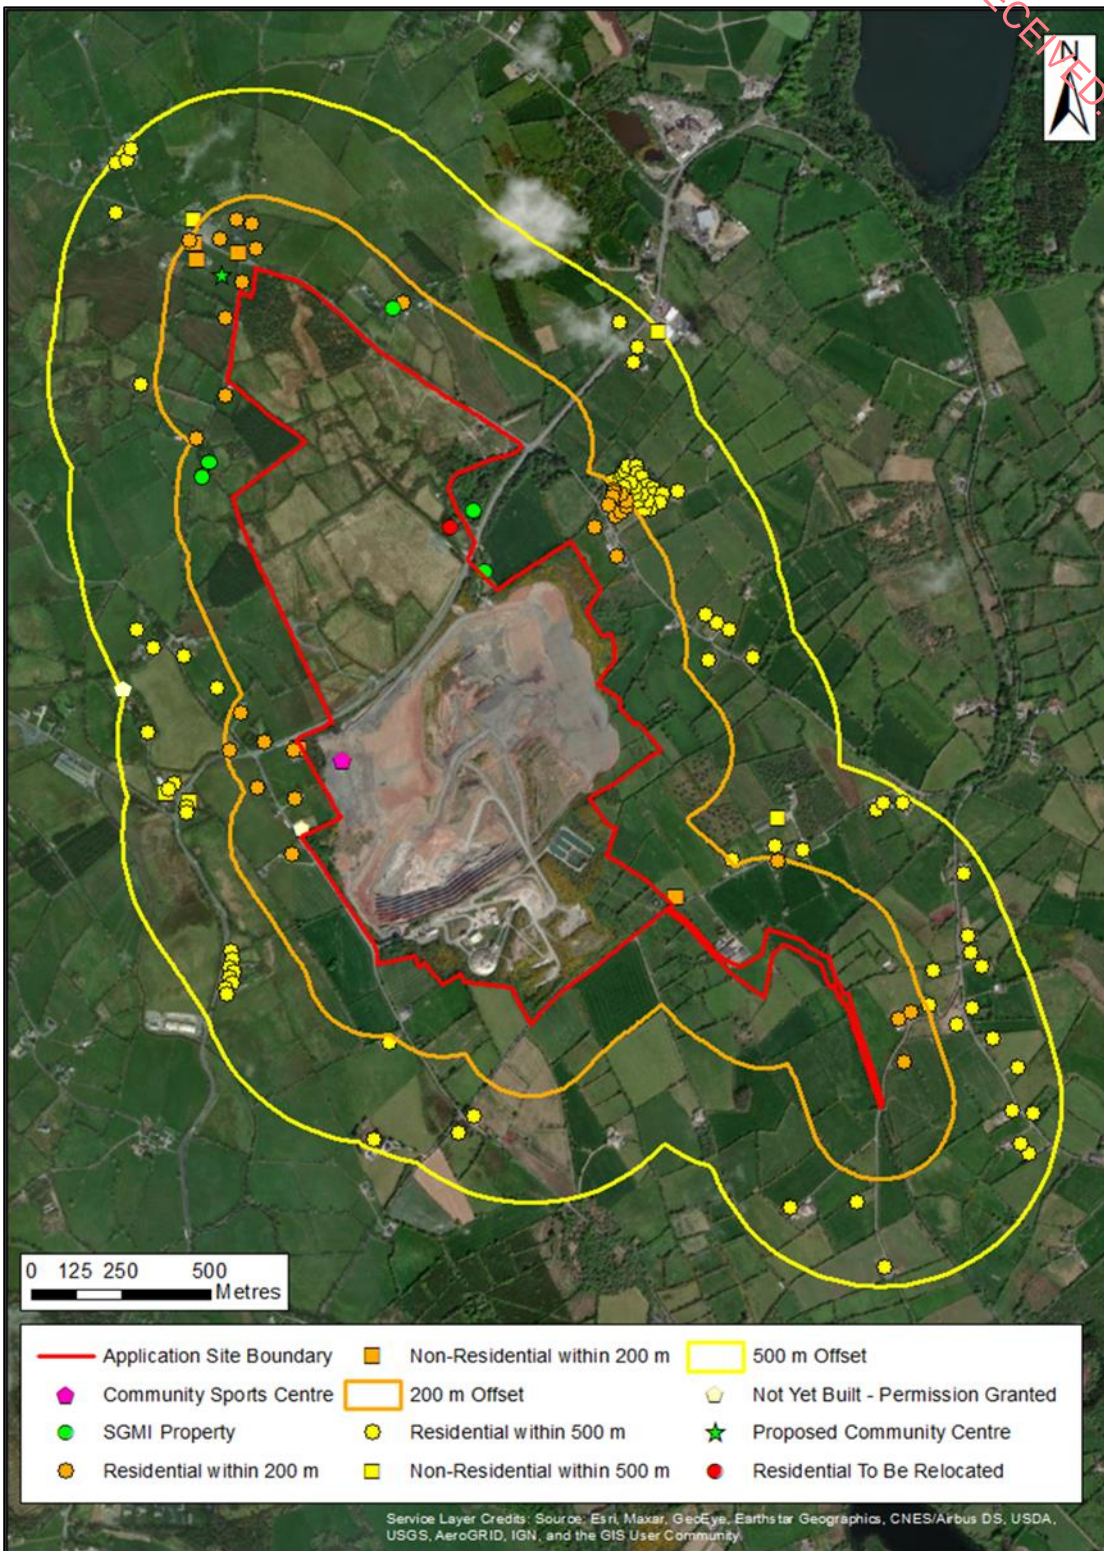 CEIVED.
N
0 125 250 500
Metres
Application Site Boundary
Non-Residential within 200 m
500 m Offset
Community Sports Centre
200 m Offset
Not Yet Built - Permission Granted
SGMI Property
Residential within 500 m
Proposed Community Centre
Residential within 200 m
Non-Residential within 500 m
Residential To Be Relocated
Service Layer Credits: Source: Esri, Maxar, GeoEye, Earthstar Geographics, CNES/Airbus DS, USDA,
USGS, AeroGRID, IGN, and the GIS User Community